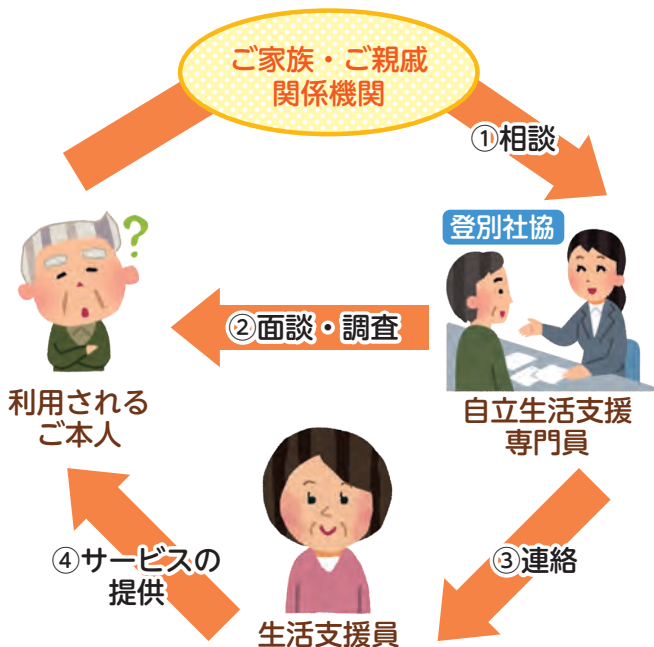 ご家族・ご親戚
関係機関
①相談
登別社協
②面談・調査
利用される
ご本人
自立生活支援
専門員
③連絡
④サービスの
提供
生活支援員